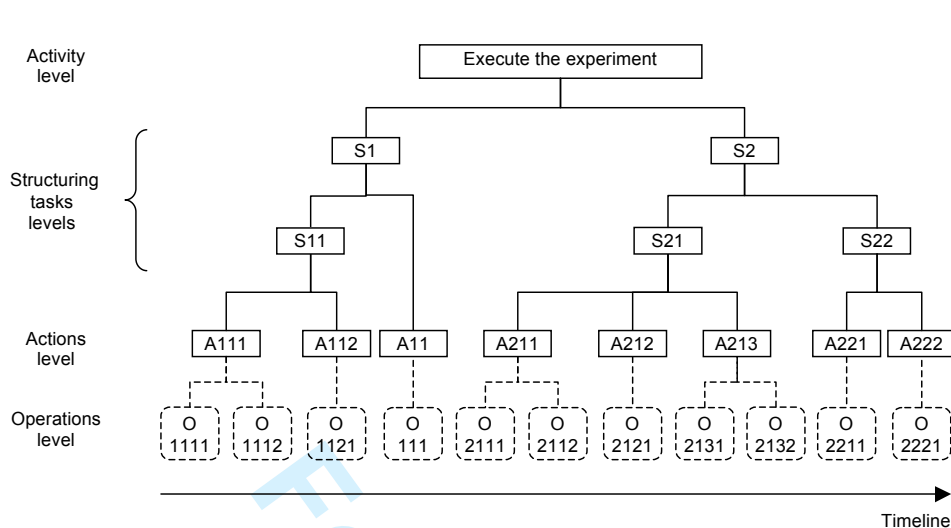 Activity
level
Execute the experiment
S1
S2
Structuring
tasks
levels
S11
S21
S22
Actions
level
A111
A112
A11
A211
A212
A213
A221
A222
Operations
level
O
1111
O
1112
O
1121
O
111
O
2111
O
2112
O
2121
O
2131
O
2132
O
2211
O
2221
Timeline